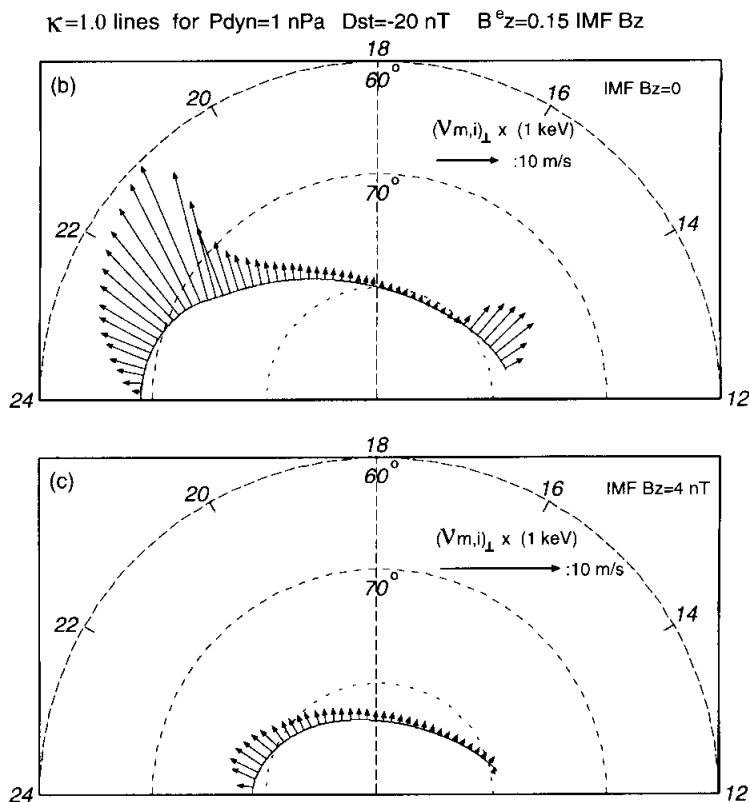 κ=1.0 lines for Pdyn=1 nPa Dst=-20 nT B^e z=0.15 IMF Bz
(b)
18
60°
IMF Bz=0
20
16
(Vm,i)⊥ x (1 keV)
:10 m/s
70°
22
14
24
12
(c)
18
60°
IMF Bz=4 nT
20
16
(Vm,i)⊥ x (1 keV)
:10 m/s
70°
22
14
24
12